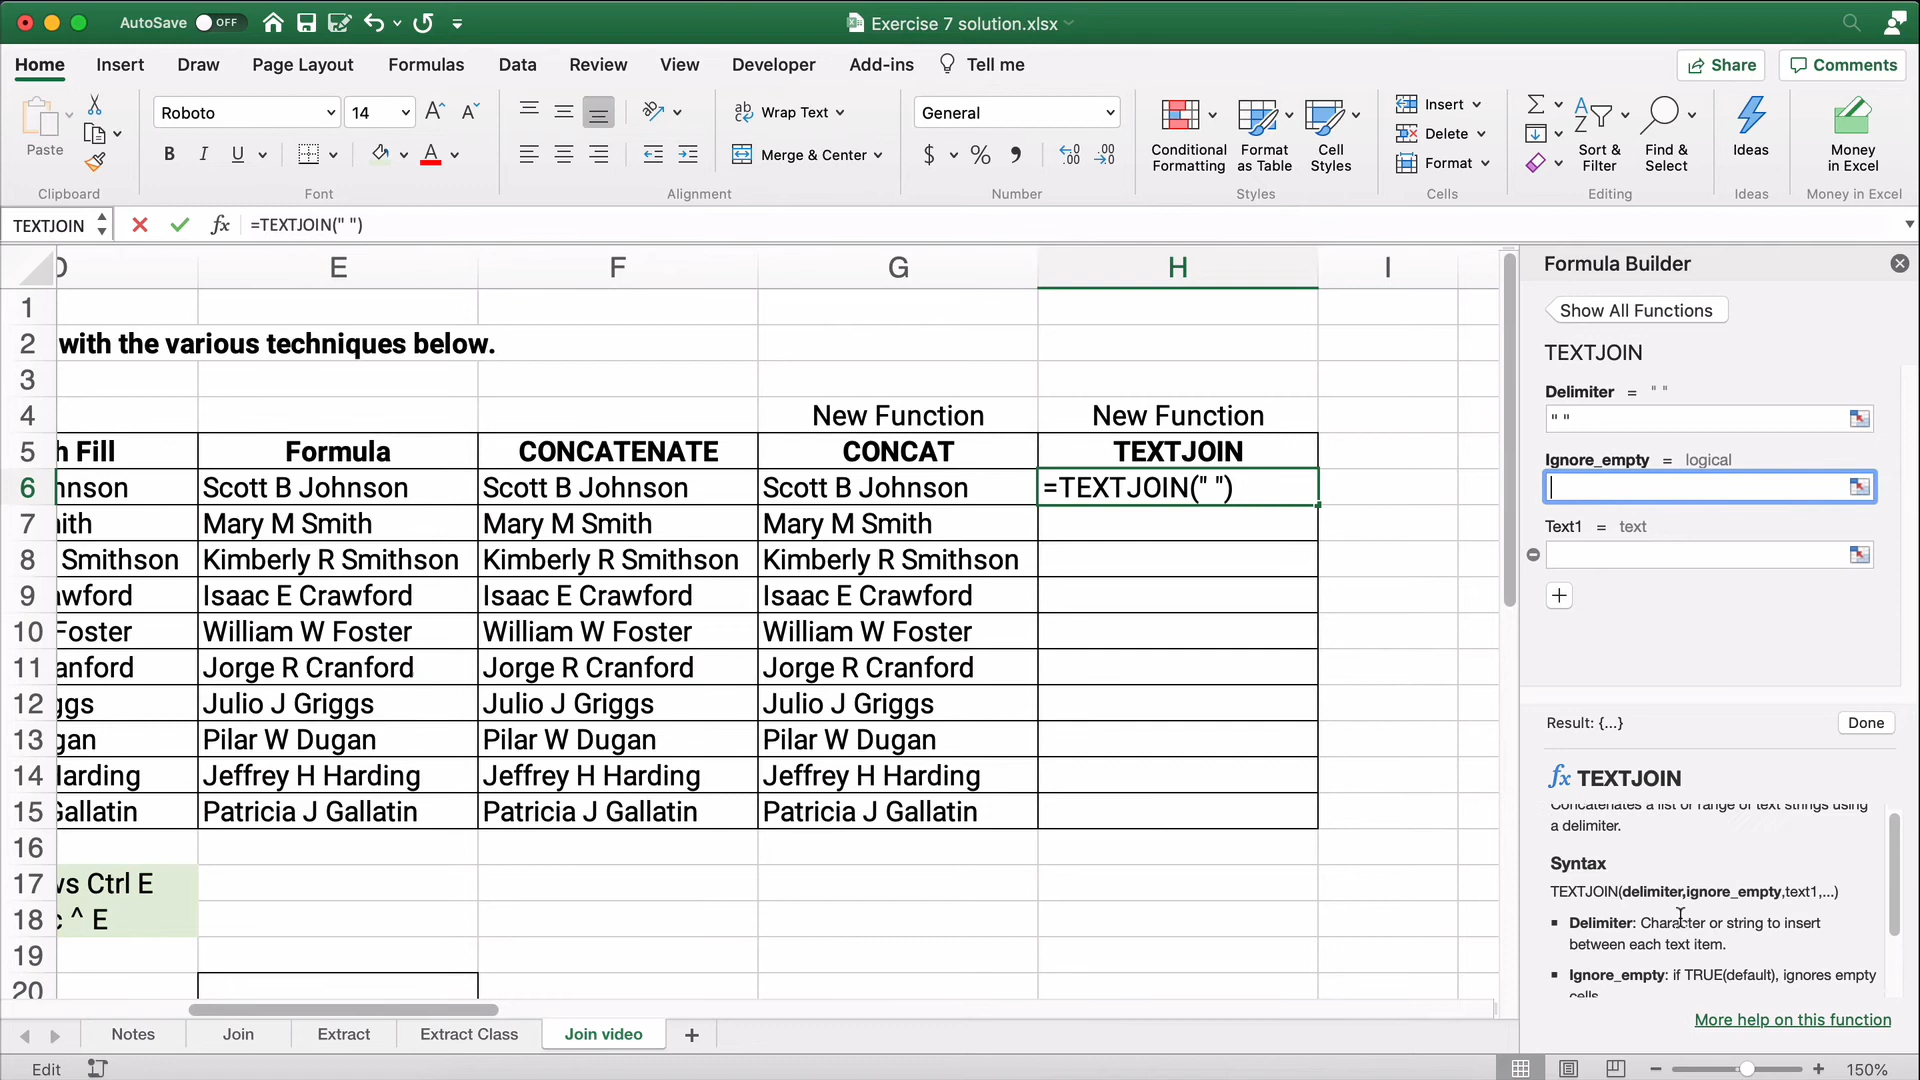 AutoSave OFF
Exercise 7 solution.xlsx
Home Insert Draw Page Layout Formulas Data Review View Developer Add-ins Tell me
Share Comments
Paste
Roboto 14
B I U
Wrap Text
Merge & Center
General
$ % 9
Conditional Formatting
Format as Table
Cell Styles
Insert
Delete
Format
Sort & Filter
Find & Select
Ideas
Money in Excel
Clipboard Font Alignment Number Styles Cells Editing Ideas Money in Excel
TEXTJOIN fx =TEXTJOIN(" ")
D E F G H I
1
2 with the various techniques below.
3
4 New Function New Function
5 h Fill Formula CONCATENATE CONCAT TEXTJOIN
6 hnson Scott B Johnson Scott B Johnson Scott B Johnson =TEXTJOIN(" ")
7 ith Mary M Smith Mary M Smith Mary M Smith
8 Smithson Kimberly R Smithson Kimberly R Smithson Kimberly R Smithson
9 wford Isaac E Crawford Isaac E Crawford Isaac E Crawford
10 Foster William W Foster William W Foster William W Foster
11 anford Jorge R Cranford Jorge R Cranford Jorge R Cranford
12 ggs Julio J Griggs Julio J Griggs Julio J Griggs
13 gan Pilar W Dugan Pilar W Dugan Pilar W Dugan
14 Harding Jeffrey H Harding Jeffrey H Harding Jeffrey H Harding
15 Gallatin Patricia J Gallatin Patricia J Gallatin Patricia J Gallatin
16
17 ws Ctrl E
18 c ^ E
19
20
Formula Builder
Show All Functions
TEXTJOIN
Delimiter = " "
" "
Ignore_empty = logical
Text1 = text
Result: {...} Done
fx TEXTJOIN
Concatenates a list or range of text strings using
a delimiter.
Syntax
TEXTJOIN(delimiter,ignore_empty,text1,...)
Delimiter: Character or string to insert
between each text item.
Ignore_empty: if TRUE(default), ignores empty
cells
More help on this function
Notes Join Extract Extract Class Join video +
Edit 150%